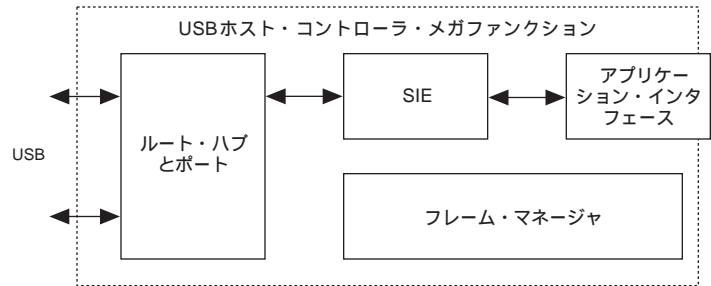 USBホスト・コントローラ・メガファンクション
USB
ルート・ハブ
とポート
SIE
アプリケー
ション・インタ
フェース
フレーム・マネージャ